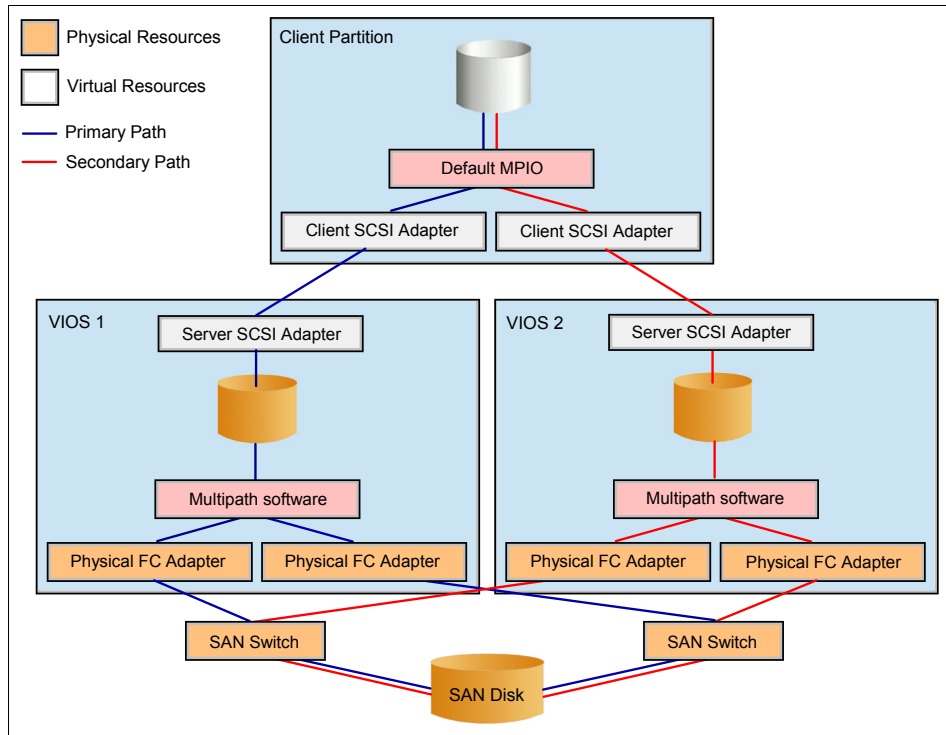 Physical Resources
Virtual Resources
Primary Path
Secondary Path
Client Partition
Default MPIO
Client SCSI Adapter
Client SCSI Adapter
VIOS 1
Server SCSI Adapter
Multipath software
Physical FC Adapter
Physical FC Adapter
VIOS 2
Server SCSI Adapter
Multipath software
Physical FC Adapter
Physical FC Adapter
SAN Switch
SAN Switch
SAN Disk